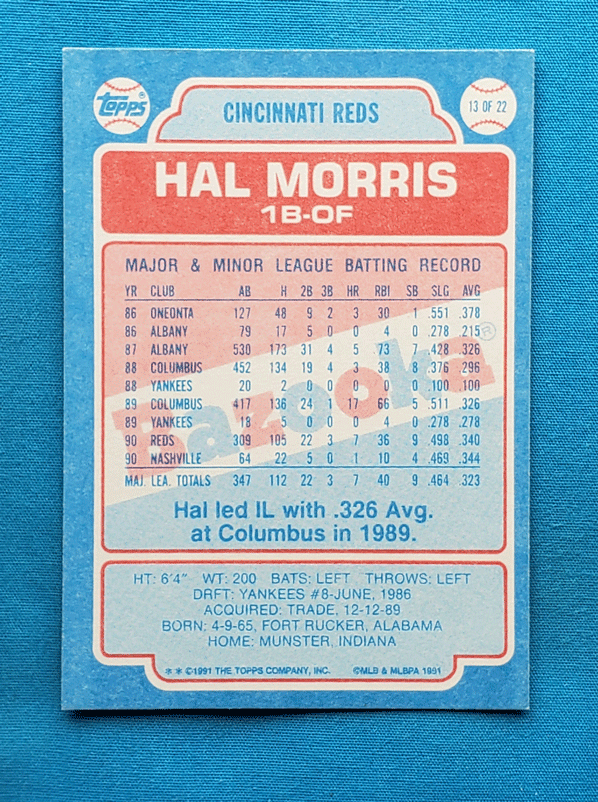 Topps®
CINCINNATI REDS
13 OF 22
HAL MORRIS
1B-OF
MAJOR & MINOR LEAGUE BATTING RECORD
YR CLUB AB H 2B 3B HR RBI SB SLG AVG
86 ONEONTA 127 48 9 2 3 30 1 .551 .378
86 ALBANY 79 17 5 0 0 4 0 .278 .215
87 ALBANY 530 173 31 4 5 73 7 .428 .326
88 COLUMBUS 452 134 19 4 3 38 8 .376 .296
88 YANKEES 20 2 0 0 0 0 0 .100 .100
89 COLUMBUS 417 136 24 1 17 66 5 .511 .326
89 YANKEES 18 5 0 0 0 4 0 .278 .278
90 REDS 309 105 22 3 7 36 9 .498 .340
90 NASHVILLE 64 22 5 0 1 10 4 .469 .344
MAJ. LEA. TOTALS 347 112 22 3 7 40 9 .464 .323
Bazooka®
Hal led IL with .326 Avg.
at Columbus in 1989.
HT: 6'4" WT: 200 BATS: LEFT THROWS: LEFT
DRFT: YANKEES #8-JUNE, 1986
ACQUIRED: TRADE, 12-12-89
BORN: 4-9-65, FORT RUCKER, ALABAMA
HOME: MUNSTER, INDIANA
* * ©1991 THE TOPPS COMPANY, INC. ©MLB & MLBPA 1991